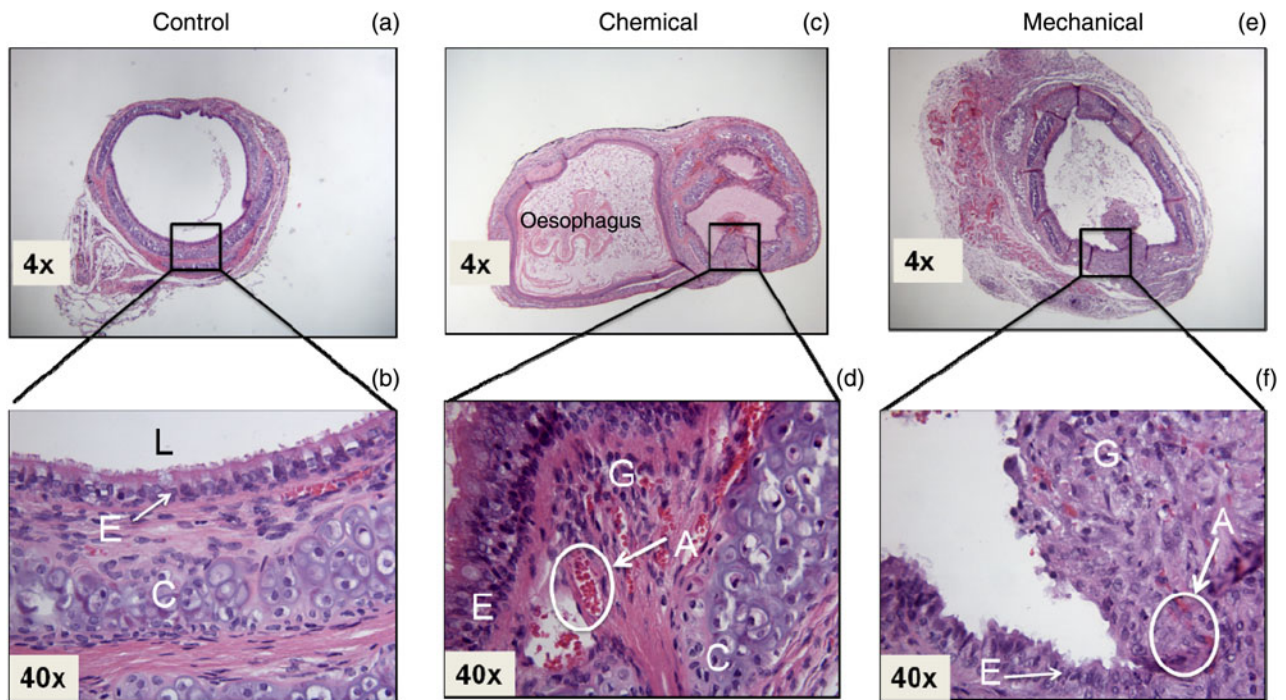 Control (a) Chemical (c) Mechanical (e)
Oesophagus
4x 4x 4x
(b) (d) (f)
L
G G
E A A
C E
C E
40x 40x 40x